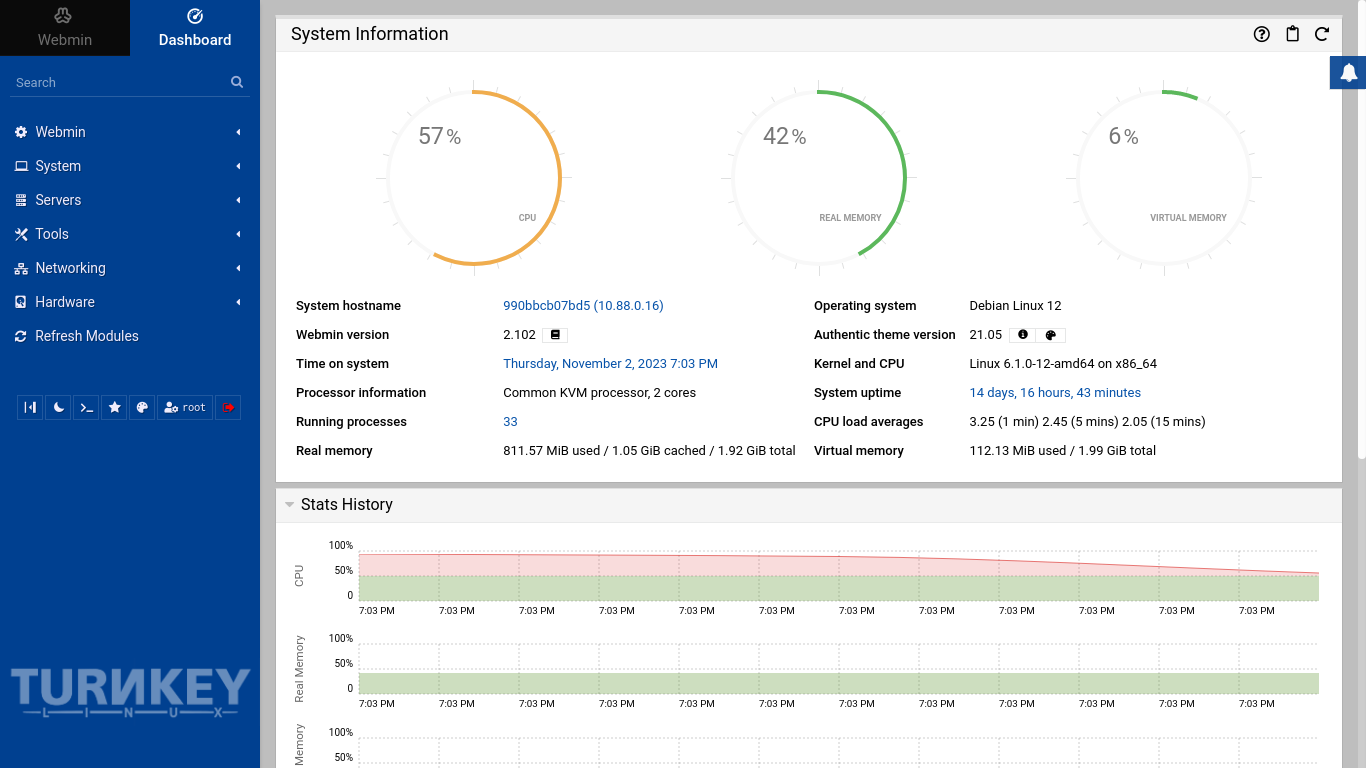 Webmin
Dashboard
Search
Webmin
System
Servers
Tools
Networking
Hardware
Refresh Modules
root
TURNKEY
LINUX
System Information
57%
CPU
42%
REAL MEMORY
6%
VIRTUAL MEMORY
System hostname 990bbcb07bd5 (10.88.0.16) Operating system Debian Linux 12
Webmin version 2.102 Authentic theme version 21.05
Time on system Thursday, November 2, 2023 7:03 PM Kernel and CPU Linux 6.1.0-12-amd64 on x86_64
Processor information Common KVM processor, 2 cores System uptime 14 days, 16 hours, 43 minutes
Running processes 33 CPU load averages 3.25 (1 min) 2.45 (5 mins) 2.05 (15 mins)
Real memory 811.57 MiB used / 1.05 GiB cached / 1.92 GiB total Virtual memory 112.13 MiB used / 1.99 GiB total
Stats History
CPU
100%
50%
0
7:03 PM 7:03 PM 7:03 PM 7:03 PM 7:03 PM 7:03 PM 7:03 PM 7:03 PM 7:03 PM 7:03 PM 7:03 PM 7:03 PM
Real Memory
100%
50%
0
7:03 PM 7:03 PM 7:03 PM 7:03 PM 7:03 PM 7:03 PM 7:03 PM 7:03 PM 7:03 PM 7:03 PM 7:03 PM 7:03 PM
Memory
100%
50%